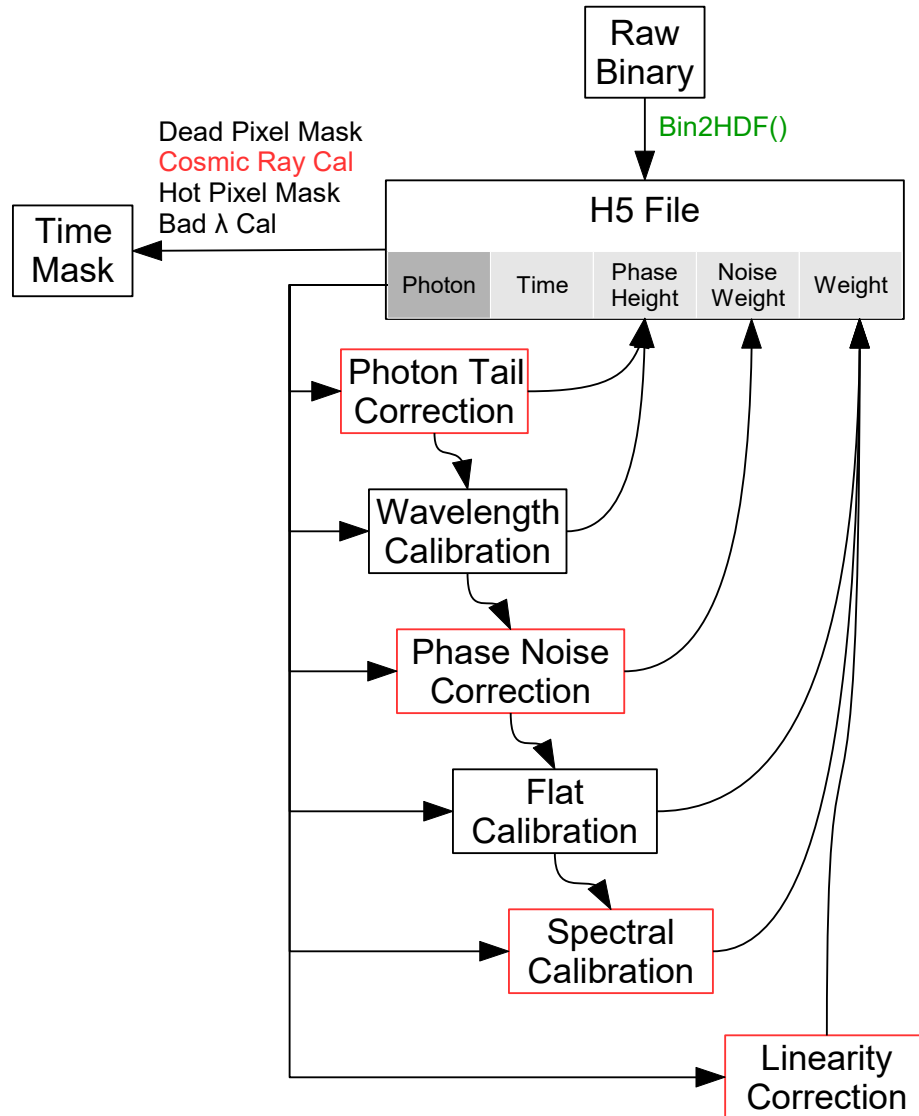 Raw
Binary
Bin2HDF()
Dead Pixel Mask
Cosmic Ray Cal
Hot Pixel Mask
Bad λ Cal
Time
Mask
H5 File
Photon
Time
Phase
Height
Noise
Weight
Weight
Photon Tail
Correction
Wavelength
Calibration
Phase Noise
Correction
Flat
Calibration
Spectral
Calibration
Linearity
Correction